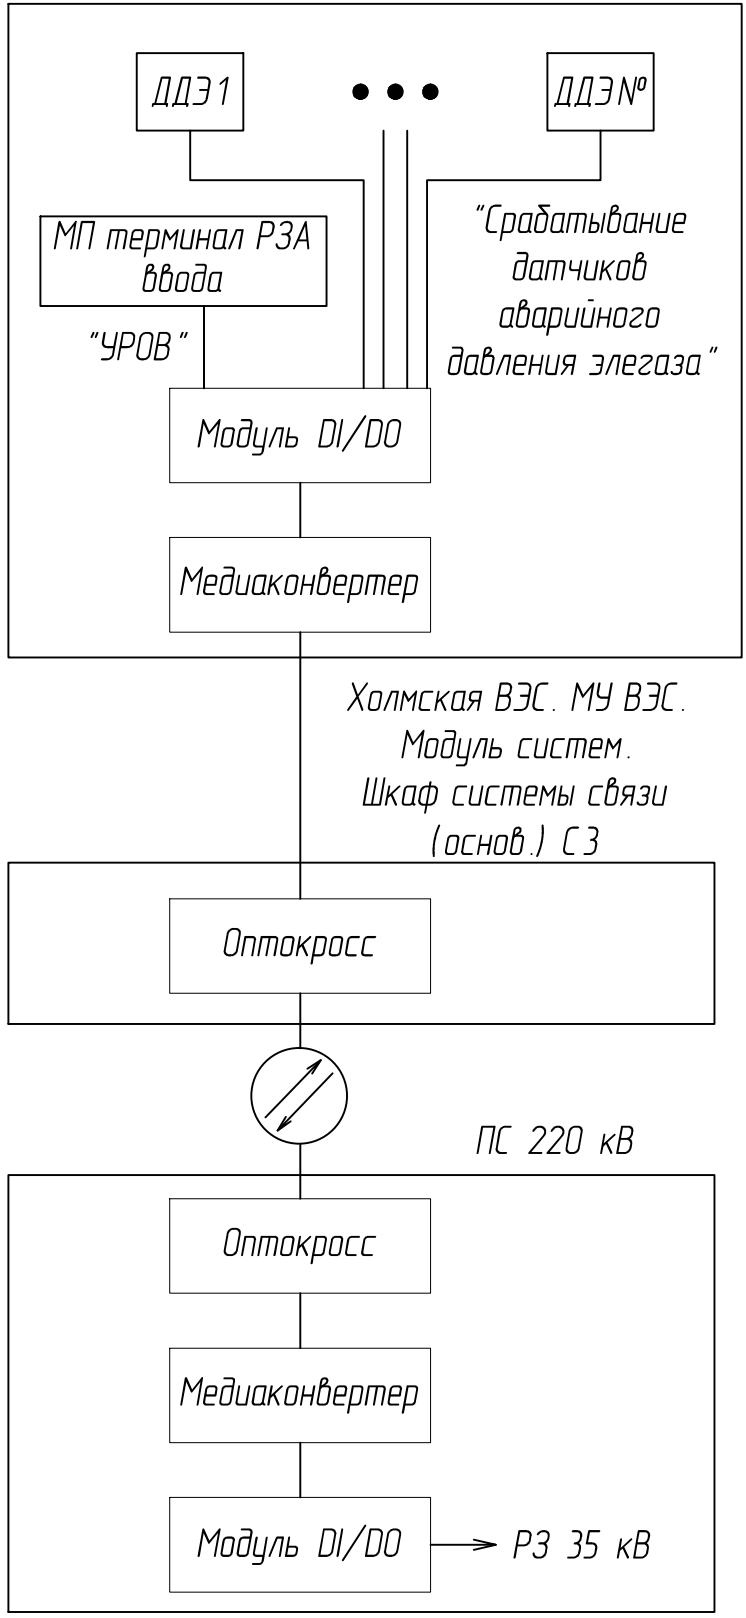 ДДЭ1
ДДЭ№
МП терминал РЗА
ввода
"УРОВ"
"Срабатывание
датчиков
аварийного
давления элегаза"
Модуль DI/DO
Медиаконвертер
Холмская ВЭС. МУ ВЭС.
Модуль систем.
Шкаф системы связи
(основ.) С3
Оптокросс
ПС 220 кВ
Оптокросс
Медиаконвертер
Модуль DI/DO
РЗ 35 кВ